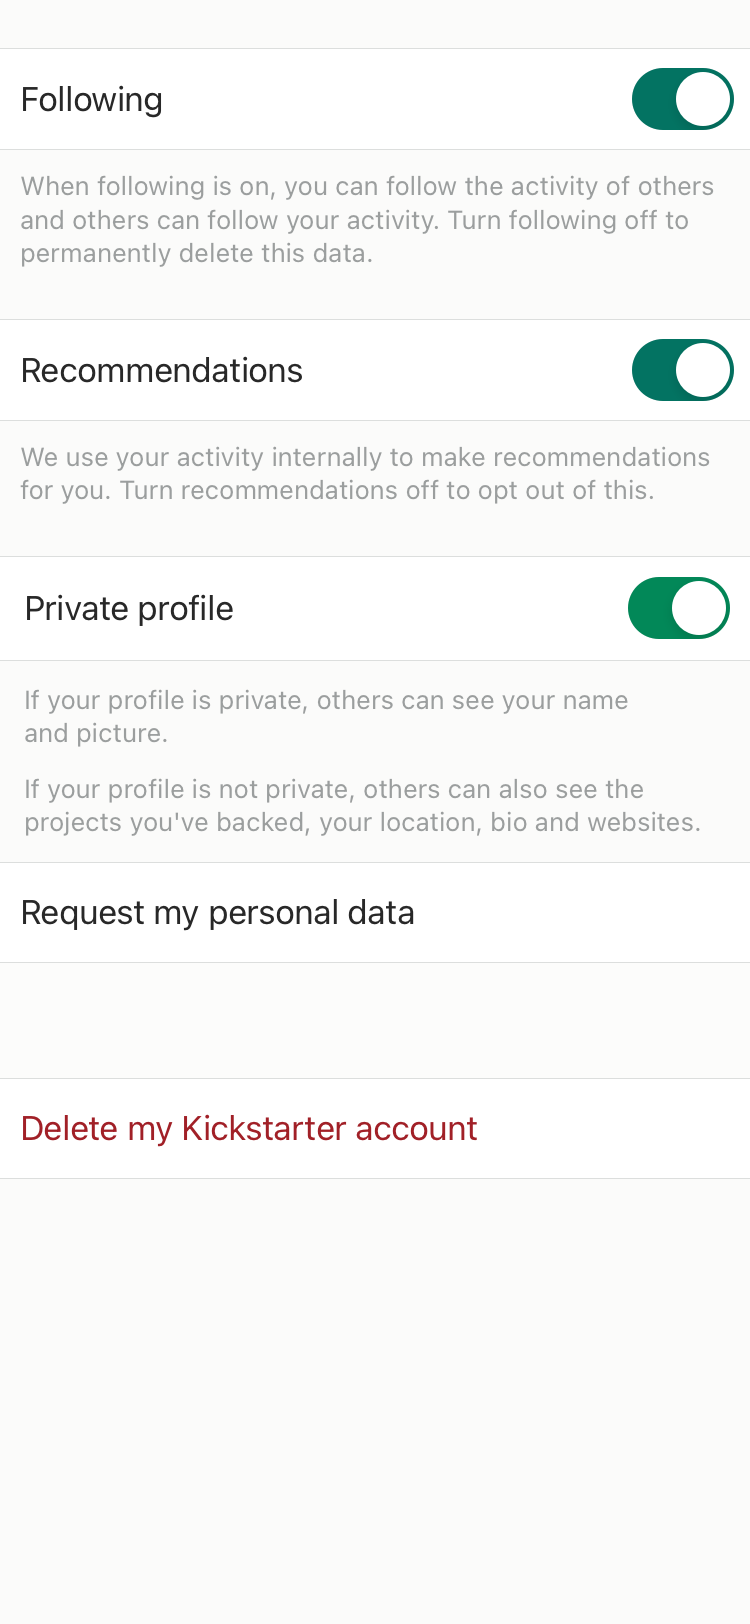 Following
When following is on, you can follow the activity of others
and others can follow your activity. Turn following off to
permanently delete this data.
Recommendations
We use your activity internally to make recommendations
for you. Turn recommendations off to opt out of this.
Private profile
If your profile is private, others can see your name
and picture.
If your profile is not private, others can also see the
projects you've backed, your location, bio and websites.
Request my personal data
Delete my Kickstarter account